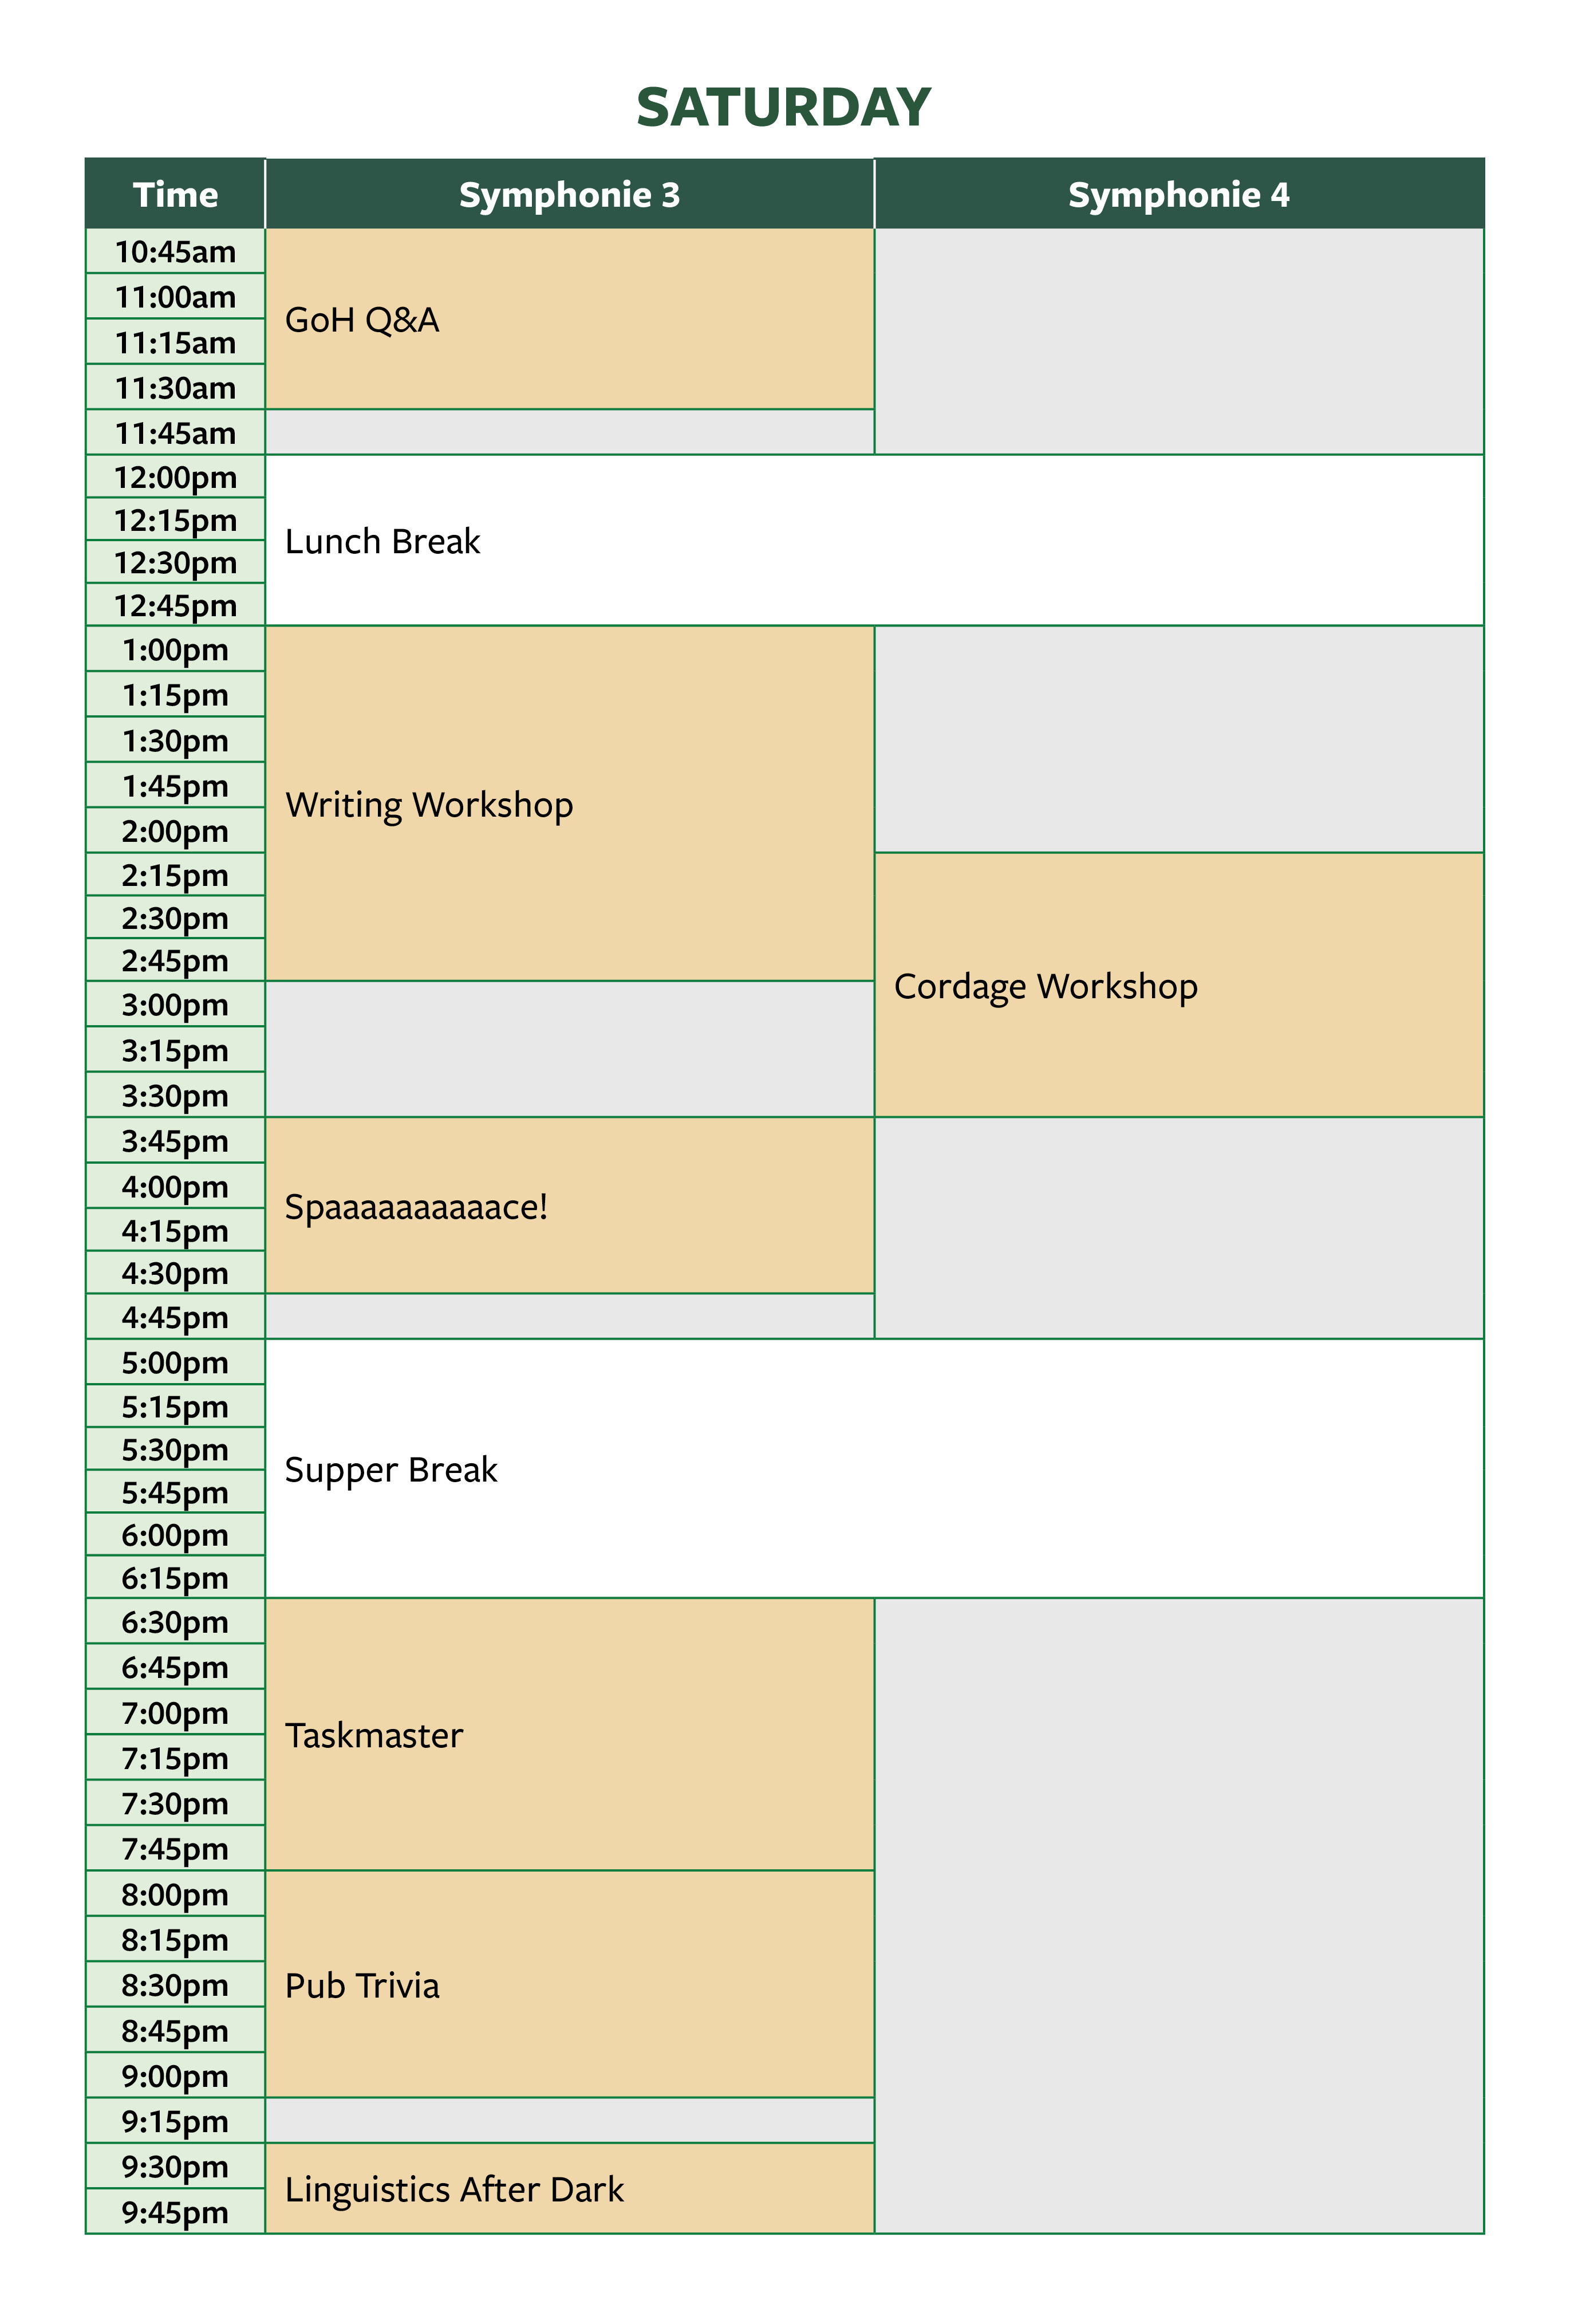 SATURDAY
Time Symphonie 3 Symphonie 4
10:45am
11:00am
GoH Q&A
11:15am
11:30am
11:45am
12:00pm
12:15pm
Lunch Break
12:30pm
12:45pm
1:00pm
1:15pm
1:30pm
1:45pm
Writing Workshop
2:00pm
2:15pm
2:30pm
2:45pm
Cordage Workshop
3:00pm
3:15pm
3:30pm
3:45pm
4:00pm
Spaaaaaaaaaace!
4:15pm
4:30pm
4:45pm
5:00pm
5:15pm
5:30pm
Supper Break
5:45pm
6:00pm
6:15pm
6:30pm
6:45pm
7:00pm
Taskmaster
7:15pm
7:30pm
7:45pm
8:00pm
8:15pm
8:30pm Pub Trivia
8:45pm
9:00pm
9:15pm
9:30pm
Linguistics After Dark
9:45pm